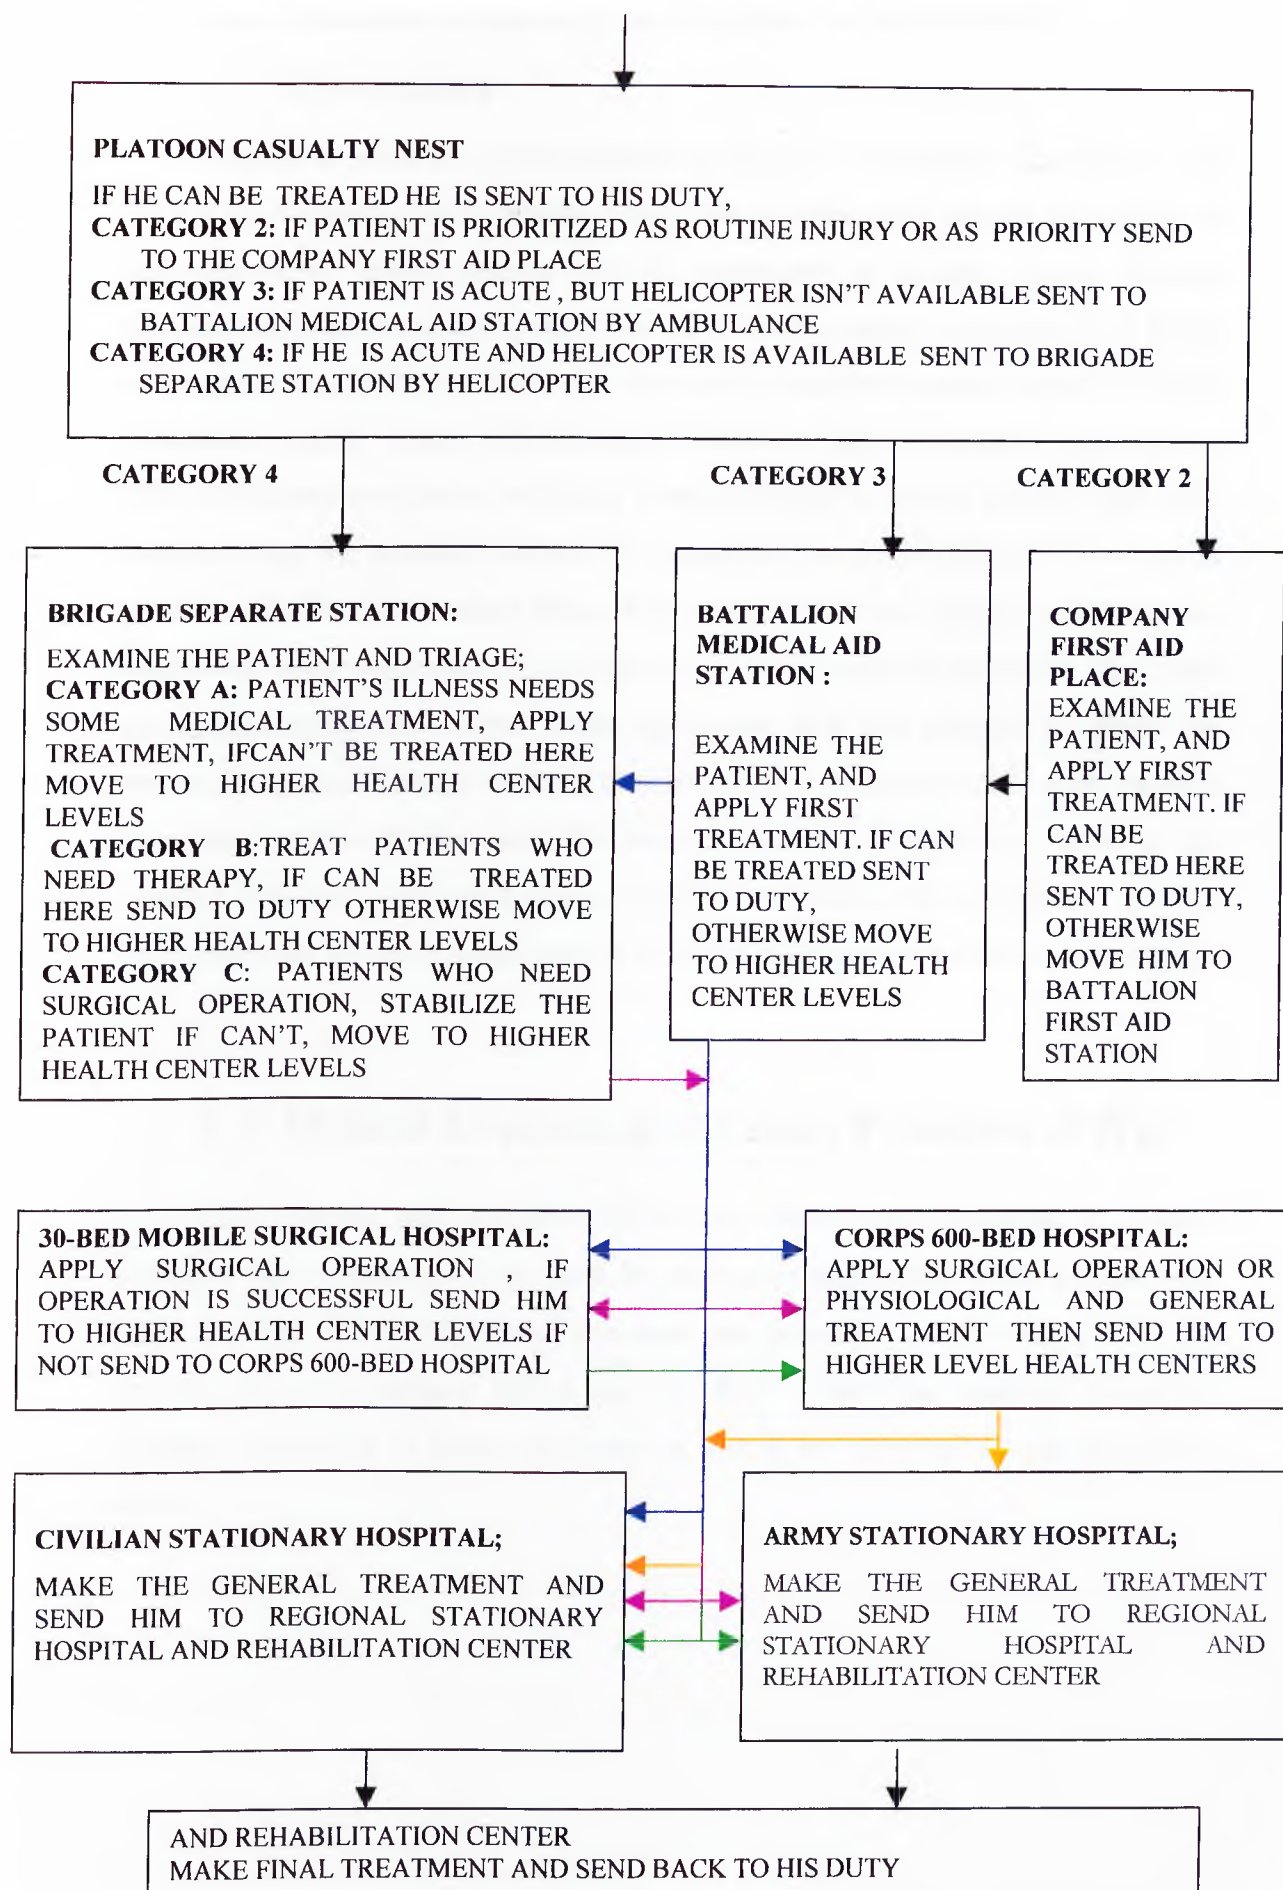 PLATOON CASUALTY NEST
IF HE CAN BE TREATED HE IS SENT TO HIS DUTY,
CATEGORY 2: IF PATIENT IS PRIORITIZED AS ROUTINE INJURY OR AS PRIORITY SEND
TO THE COMPANY FIRST AID PLACE
CATEGORY 3: IF PATIENT IS ACUTE , BUT HELICOPTER ISN'T AVAILABLE SENT TO
BATTALION MEDICAL AID STATION BY AMBULANCE
CATEGORY 4: IF HE IS ACUTE AND HELICOPTER IS AVAILABLE SENT TO BRIGADE
SEPARATE STATION BY HELICOPTER
CATEGORY 4
CATEGORY 3
CATEGORY 2
BRIGADE SEPARATE STATION:
EXAMINE THE PATIENT AND TRIAGE;
CATEGORY A: PATIENT'S ILLNESS NEEDS
SOME MEDICAL TREATMENT, APPLY
TREATMENT, IFCAN'T BE TREATED HERE
MOVE TO HIGHER HEALTH CENTER
LEVELS
CATEGORY B:TREAT PATIENTS WHO
NEED THERAPY, IF CAN BE TREATED
HERE SEND TO DUTY OTHERWISE MOVE
TO HIGHER HEALTH CENTER LEVELS
CATEGORY C: PATIENTS WHO NEED
SURGICAL OPERATION, STABILIZE THE
PATIENT IF CAN'T, MOVE TO HIGHER
HEALTH CENTER LEVELS
BATTALION
MEDICAL AID
STATION :
EXAMINE THE
PATIENT, AND
APPLY FIRST
TREATMENT. IF CAN
BE TREATED SENT
TO DUTY,
OTHERWISE MOVE
TO HIGHER HEALTH
CENTER LEVELS
COMPANY
FIRST AID
PLACE:
EXAMINE THE
PATIENT, AND
APPLY FIRST
TREATMENT. IF
CAN BE
TREATED HERE
SENT TO DUTY,
OTHERWISE
MOVE HIM TO
BATTALION
FIRST AID
STATION
30-BED MOBILE SURGICAL HOSPITAL:
APPLY SURGICAL OPERATION , IF
OPERATION IS SUCCESSFUL SEND HIM
TO HIGHER HEALTH CENTER LEVELS IF
NOT SEND TO CORPS 600-BED HOSPITAL
CORPS 600-BED HOSPITAL:
APPLY SURGICAL OPERATION OR
PHYSIOLOGICAL AND GENERAL
TREATMENT THEN SEND HIM TO
HIGHER LEVEL HEALTH CENTERS
CIVILIAN STATIONARY HOSPITAL;
MAKE THE GENERAL TREATMENT AND
SEND HIM TO REGIONAL STATIONARY
HOSPITAL AND REHABILITATION CENTER
ARMY STATIONARY HOSPITAL;
MAKE THE GENERAL TREATMENT
AND SEND HIM TO REGIONAL
STATIONARY HOSPITAL AND
REHABILITATION CENTER
AND REHABILITATION CENTER
MAKE FINAL TREATMENT AND SEND BACK TO HIS DUTY